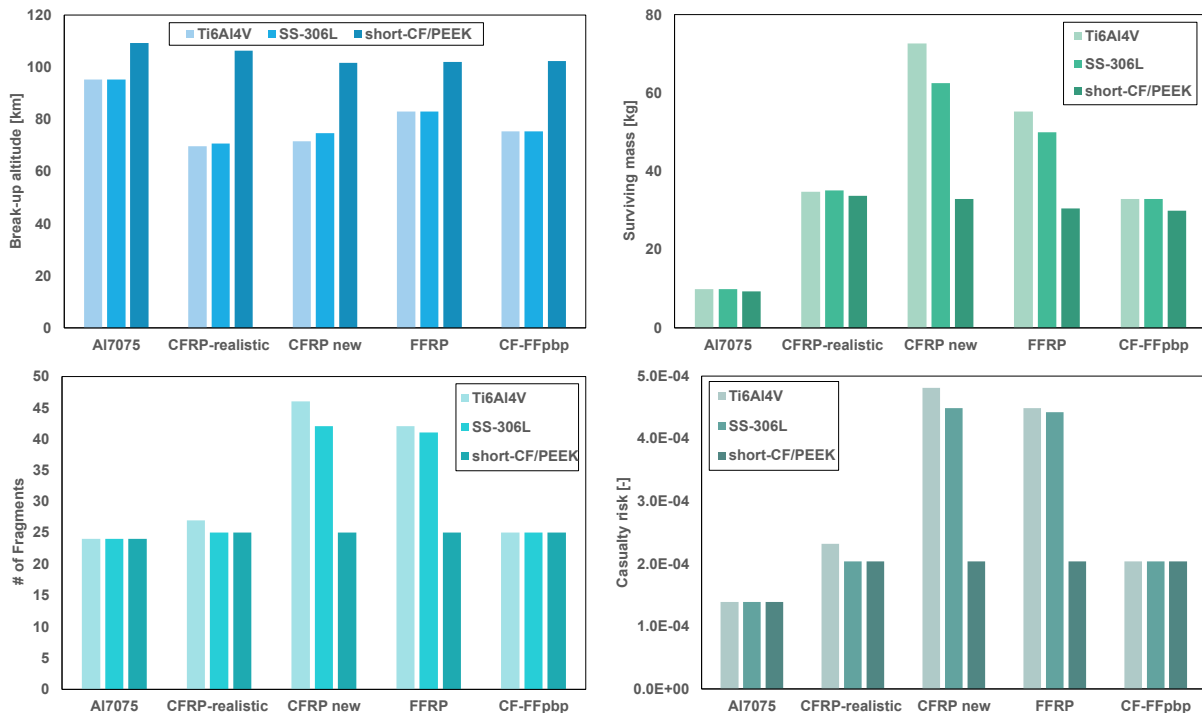 Break-up altitude [km]
120
100
80
60
40
20
0
Ti6Al4V SS-306L short-CF/PEEK
Al7075 CFRP-realistic CFRP new FFRP CF-FFpbp
Surviving mass [kg]
80
60
40
20
0
Ti6Al4V
SS-306L
short-CF/PEEK
Al7075 CFRP-realistic CFRP new FFRP CF-FFpbp
# of Fragments
50
45
40
35
30
25
20
15
10
5
0
Ti6Al4V
SS-306L
short-CF/PEEK
Al7075 CFRP-realistic CFRP new FFRP CF-FFpbp
Casualty risk [-]
5.0E-04
4.0E-04
3.0E-04
2.0E-04
1.0E-04
0.0E+00
Ti6Al4V
SS-306L
short-CF/PEEK
Al7075 CFRP-realistic CFRP new FFRP CF-FFpbp